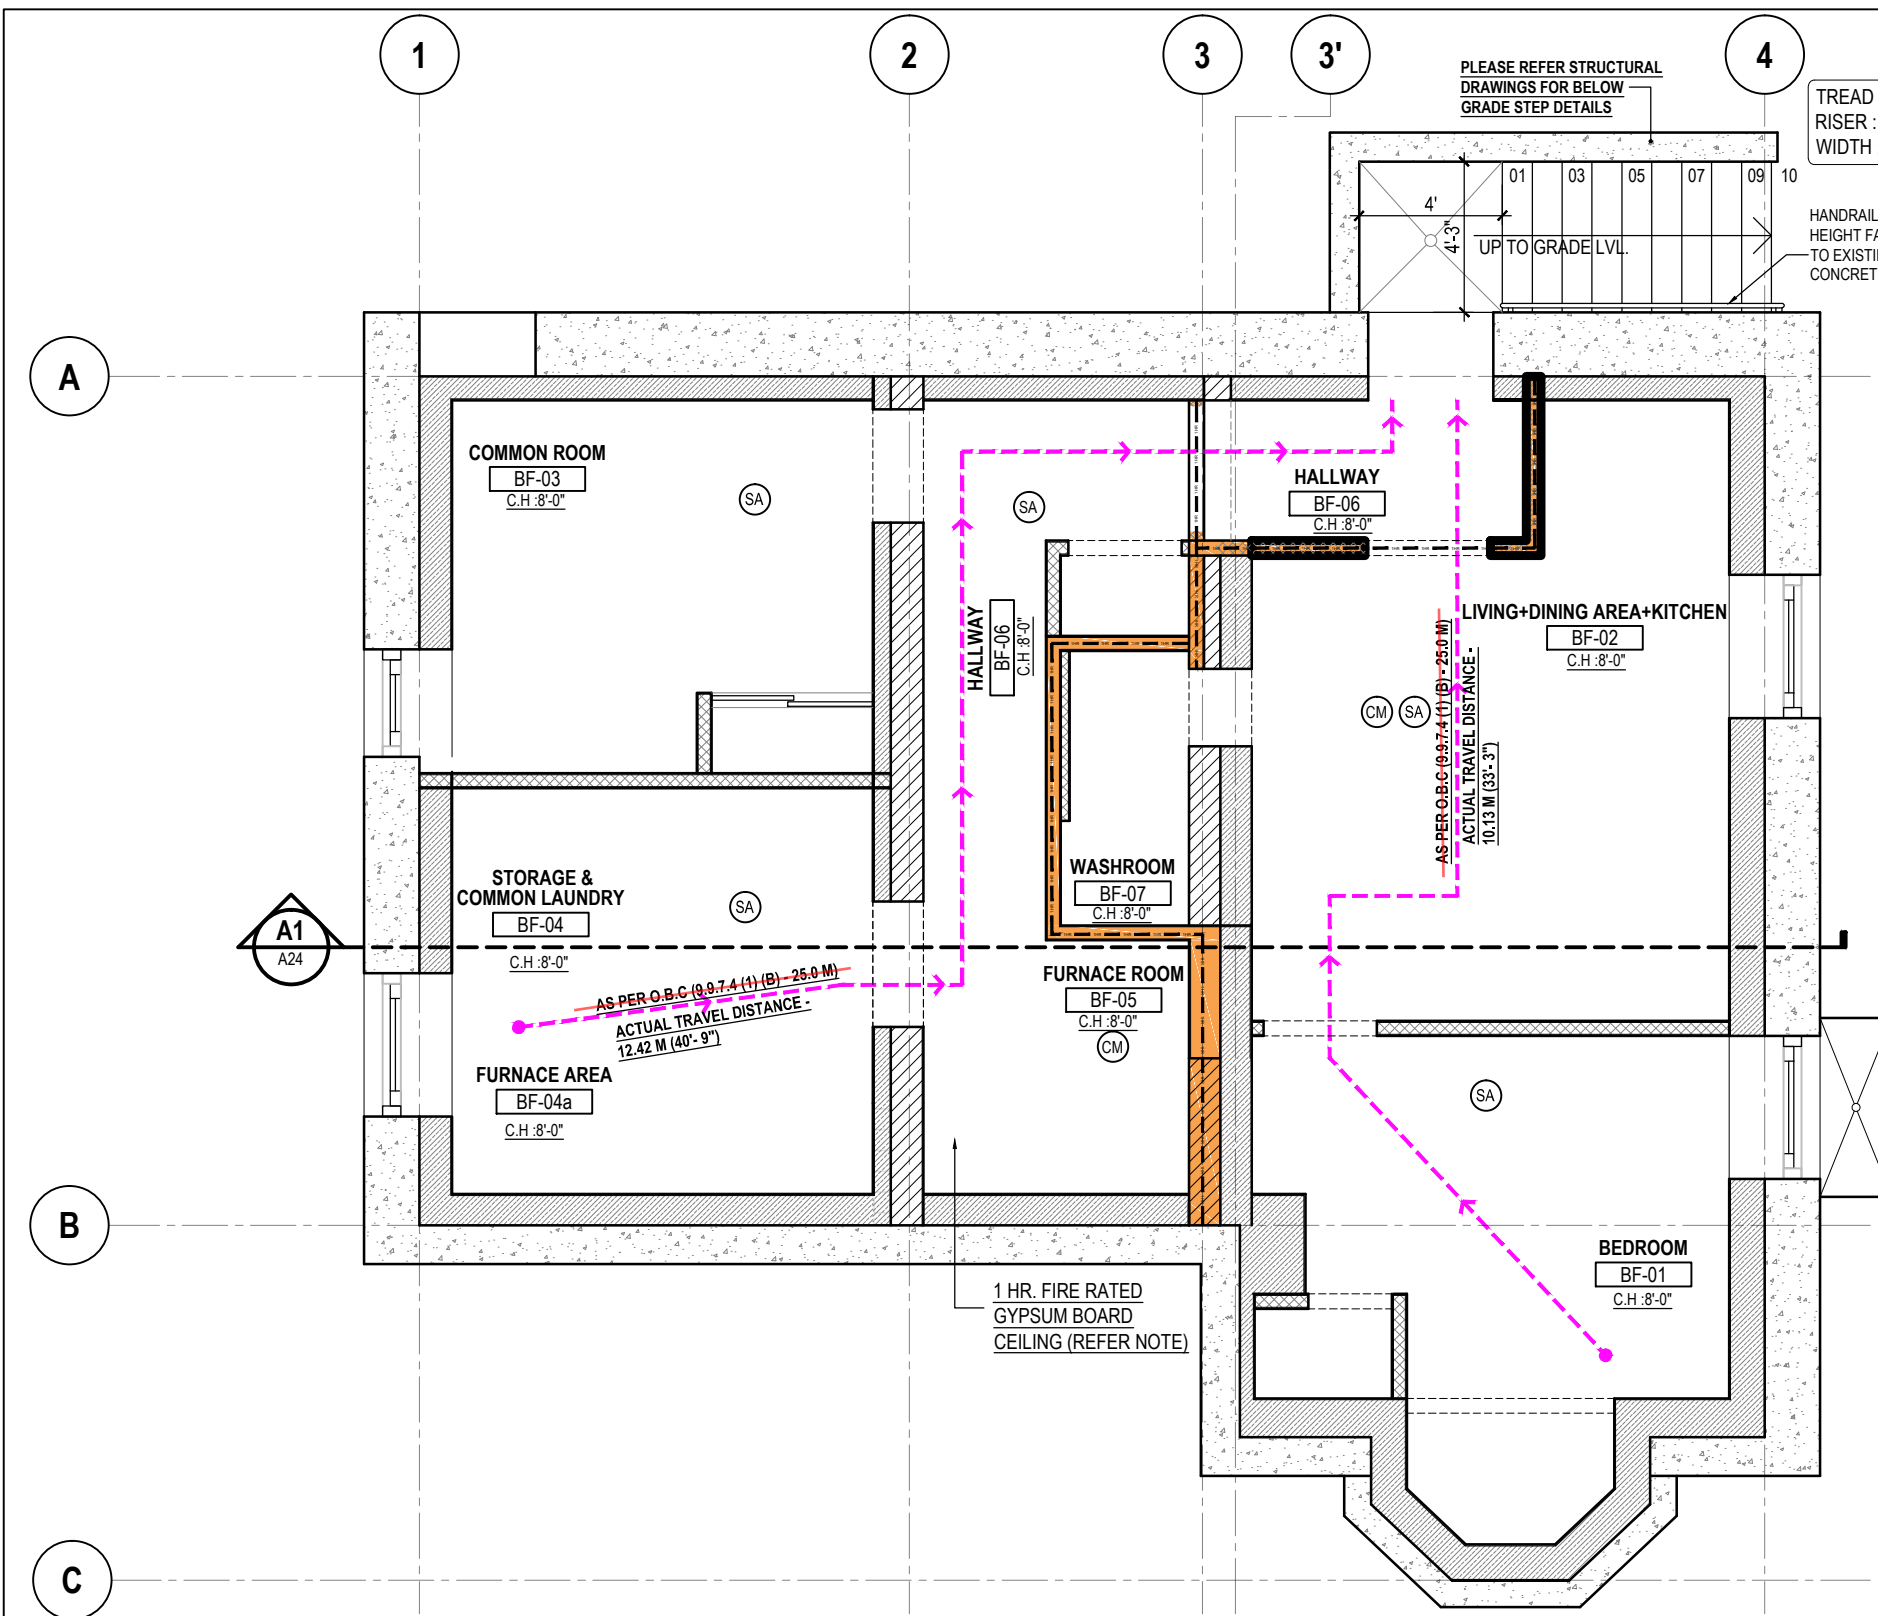 1
2
3
3'
4
PLEASE REFER STRUCTURAL
DRAWINGS FOR BELOW
GRADE STEP DETAILS
TREAD
RISER :
WIDTH
01
03
05
07
09
10
4'
4'-3"
UP TO GRADE LVL.
HANDRAIL
HEIGHT FA
TO EXISTI
CONCRET
A
COMMON ROOM
BF-03
C.H :8'-0"
SA
SA
HALLWAY
BF-06
C.H :8'-0"
HALLWAY
BF-06
C.H :8'-0"
LIVING+DINING AREA+KITCHEN
BF-02
C.H :8'-0"
CM
SA
AS PER O.B.C (9.9.7.4 (1) (B) - 25.0 M)
ACTUAL TRAVEL DISTANCE -
10.13 M (33'- 3")
STORAGE &
COMMON LAUNDRY
BF-04
C.H :8'-0"
SA
WASHROOM
BF-07
C.H :8'-0"
A1
A24
AS PER O.B.C (9.9.7.4 (1) (B) - 25.0 M)
ACTUAL TRAVEL DISTANCE -
12.42 M (40'- 9")
FURNACE ROOM
BF-05
C.H :8'-0"
CM
FURNACE AREA
BF-04a
C.H :8'-0"
SA
B
BEDROOM
BF-01
C.H :8'-0"
1 HR. FIRE RATED
GYPSUM BOARD
CEILING (REFER NOTE)
C